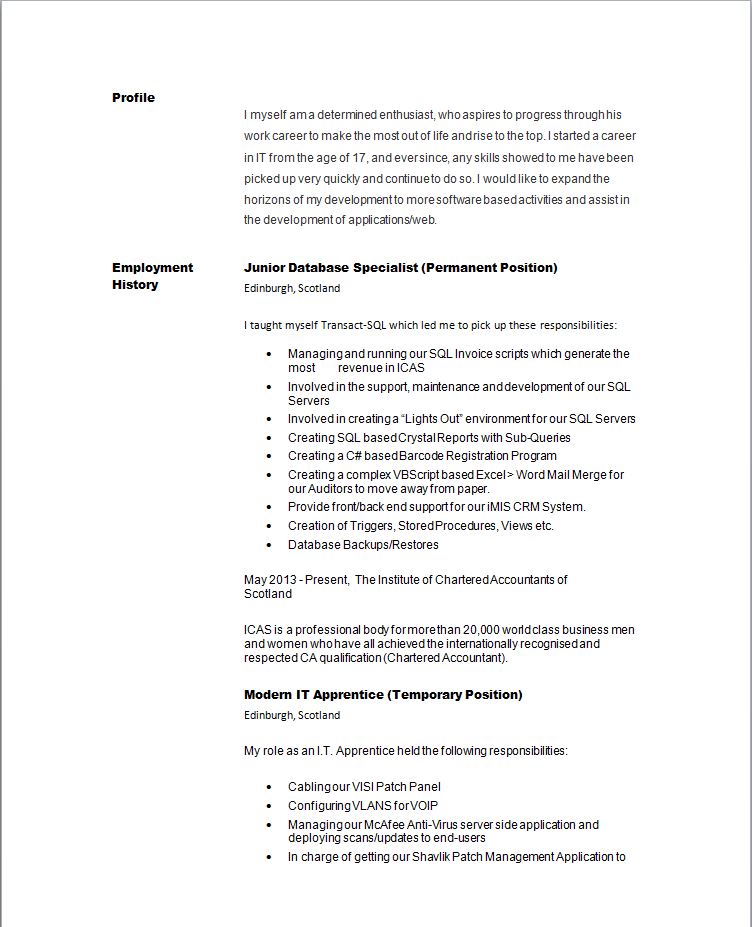 Profile
I myself am a determined enthusiast, who aspires to progress through his
work career to make the most out of life and rise to the top. I started a career
in IT from the age of 17, and ever since, any skills showed to me have been
picked up very quickly and continue to do so. I would like to expand the
horizons of my development to more software based activities and assist in
the development of applications/web.
Employment
History
Junior Database Specialist (Permanent Position)
Edinburgh, Scotland
I taught myself Transact-SQL which led me to pick up these responsibilities:
• Managing and running our SQL Invoice scripts which generate the
most revenue in ICAS
• Involved in the support, maintenance and development of our SQL
Servers
• Involved in creating a “Lights Out” environment for our SQL Servers
• Creating SQL based Crystal Reports with Sub-Queries
• Creating a C# based Barcode Registration Program
• Creating a complex VBScript based Excel > Word Mail Merge for
our Auditors to move away from paper.
• Provide front/back end support for our iMIS CRM System.
• Creation of Triggers, Stored Procedures, Views etc.
• Database Backups/Restores
May 2013 - Present, The Institute of Chartered Accountants of
Scotland
ICAS is a professional body for more than 20,000 world class business men
and women who have all achieved the internationally recognised and
respected CA qualification (Chartered Accountant).
Modern IT Apprentice (Temporary Position)
Edinburgh, Scotland
My role as an I.T. Apprentice held the following responsibilities:
• Cabling our VISI Patch Panel
• Configuring VLANS for VOIP
• Managing our McAfee Anti-Virus server side application and
deploying scans/updates to end-users
• In charge of getting our Shavlik Patch Management Application to